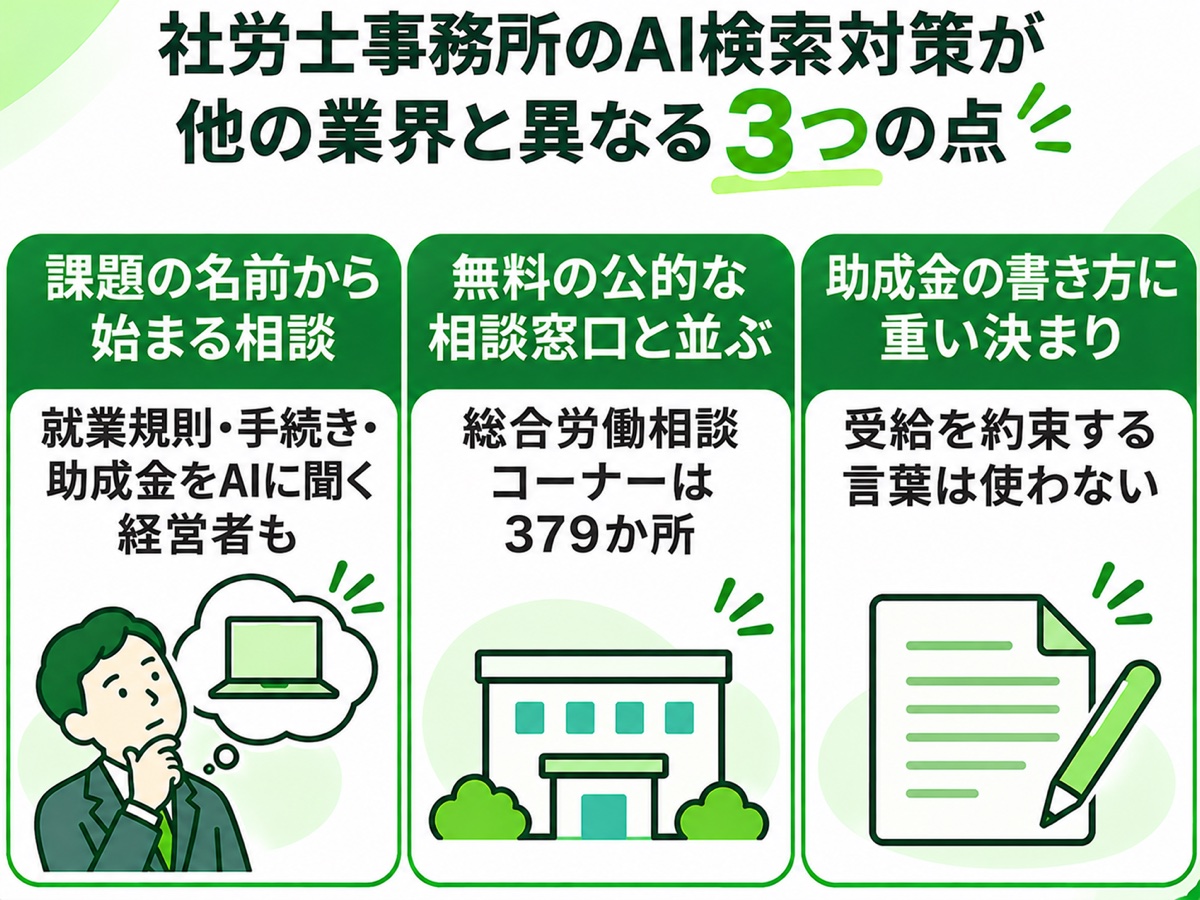 社労士事務所のAI検索対策が
他の業界と異なる3つの点
課題の名前から
始まる相談
就業規則・手続き・
助成金をAIに聞く
経営者も
無料の公的な
相談窓口と並ぶ
総合労働相談
コーナーは
379か所
助成金の書き方に
重い決まり
受給を約束する
言葉は使わない